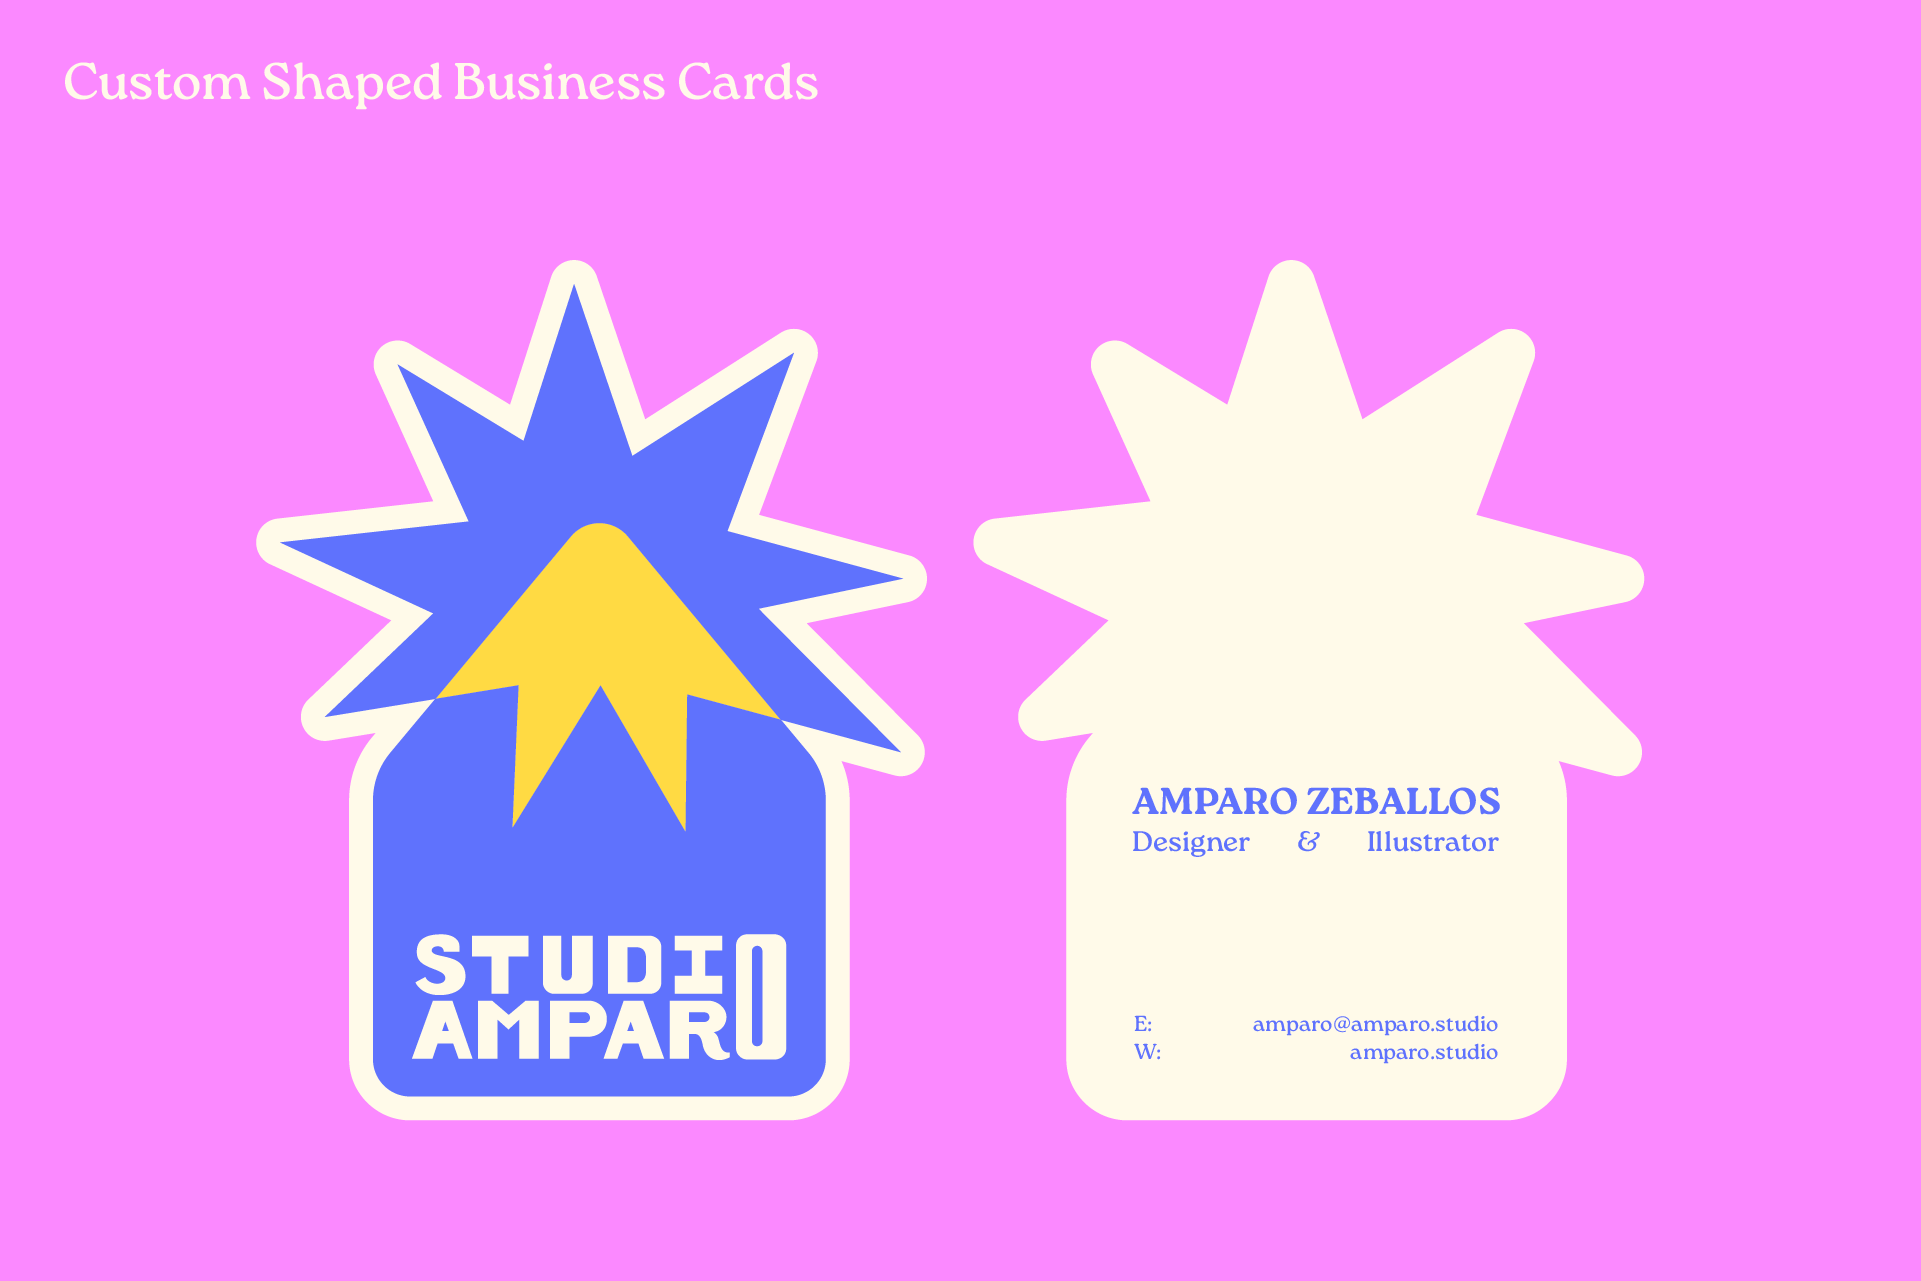 Custom Shaped Business Cards
STUDIO
AMPARO
AMPARO ZEBALLOS
Designer & Illustrator
E: amparo@amparo.studio
W: amparo.studio